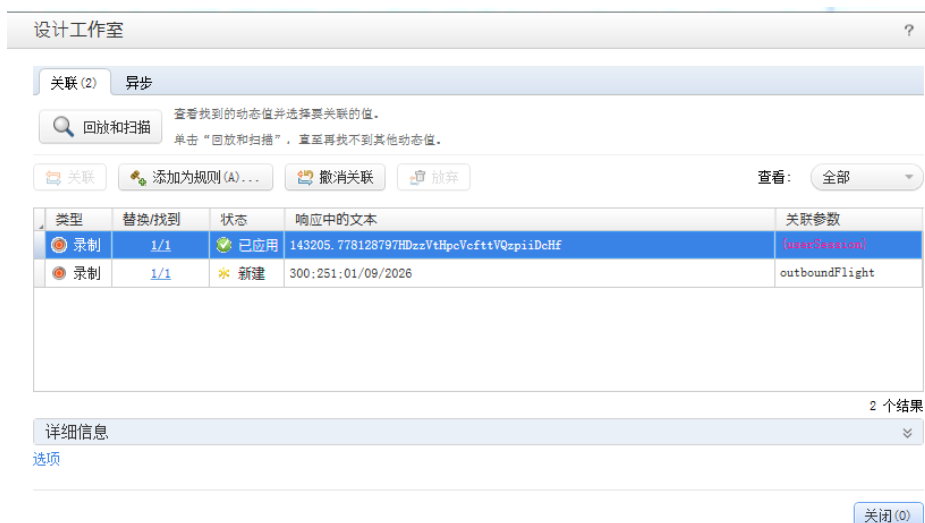 设计工作室 ?
关联(2) 异步
回放和扫描
查看找到的动态值并选择要关联的值。
单击“回放和扫描”，直至再找不到其他动态值。
关联 添加为规则(A)... 撤消关联 放弃 查看： 全部
类型 替换/找到 状态 响应中的文本 关联参数
录制 1/1 已应用 143205.778128797HDzzVtHpcVcfttVQzpiiDcHf {userSession}
录制 1/1 新建 300;251;01/09/2026 outboundFlight
2 个结果
详细信息
选项
关闭(O)